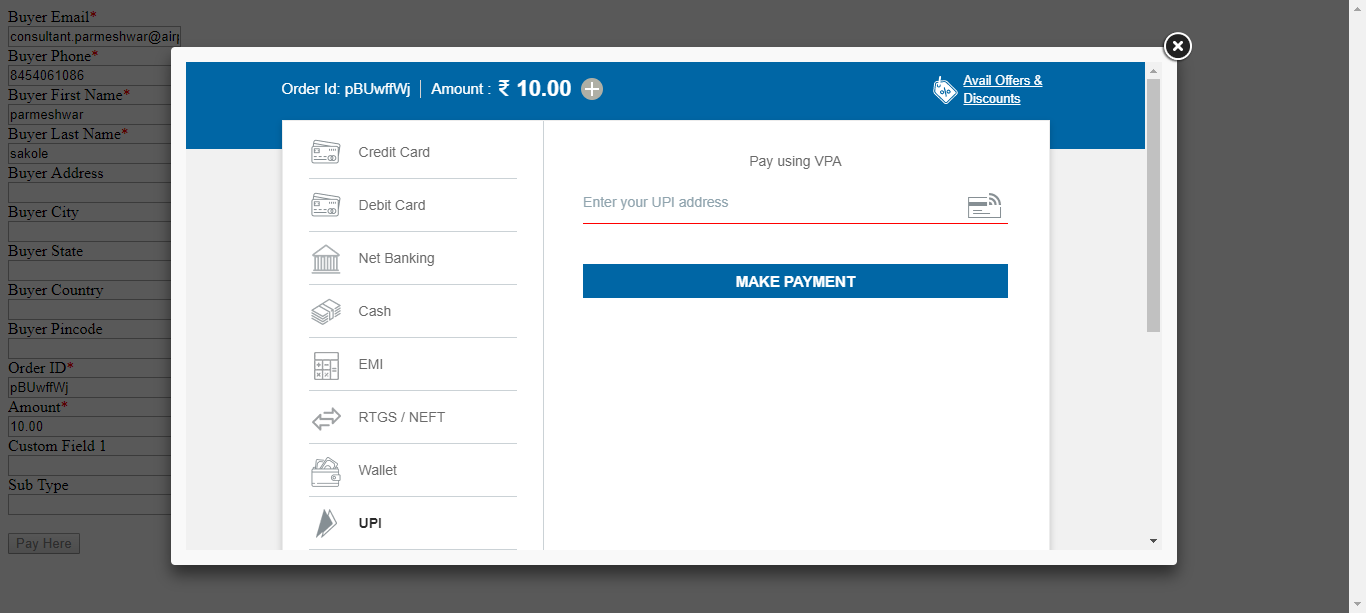 Buyer Email*
consultant.parmeshwar@air
Buyer Phone*
8454061086
Buyer First Name*
parmeshwar
Buyer Last Name*
sakole
Buyer Address
Buyer City
Buyer State
Buyer Country
Buyer Pincode
Order ID*
pBUwffWj
Amount*
10.00
Custom Field 1
Sub Type
Pay Here
Order Id: pBUwffWj | Amount : ₹ 10.00
Avail Offers &
Discounts
Credit Card
Debit Card
Net Banking
Cash
EMI
RTGS / NEFT
Wallet
UPI
Pay using VPA
Enter your UPI address
MAKE PAYMENT